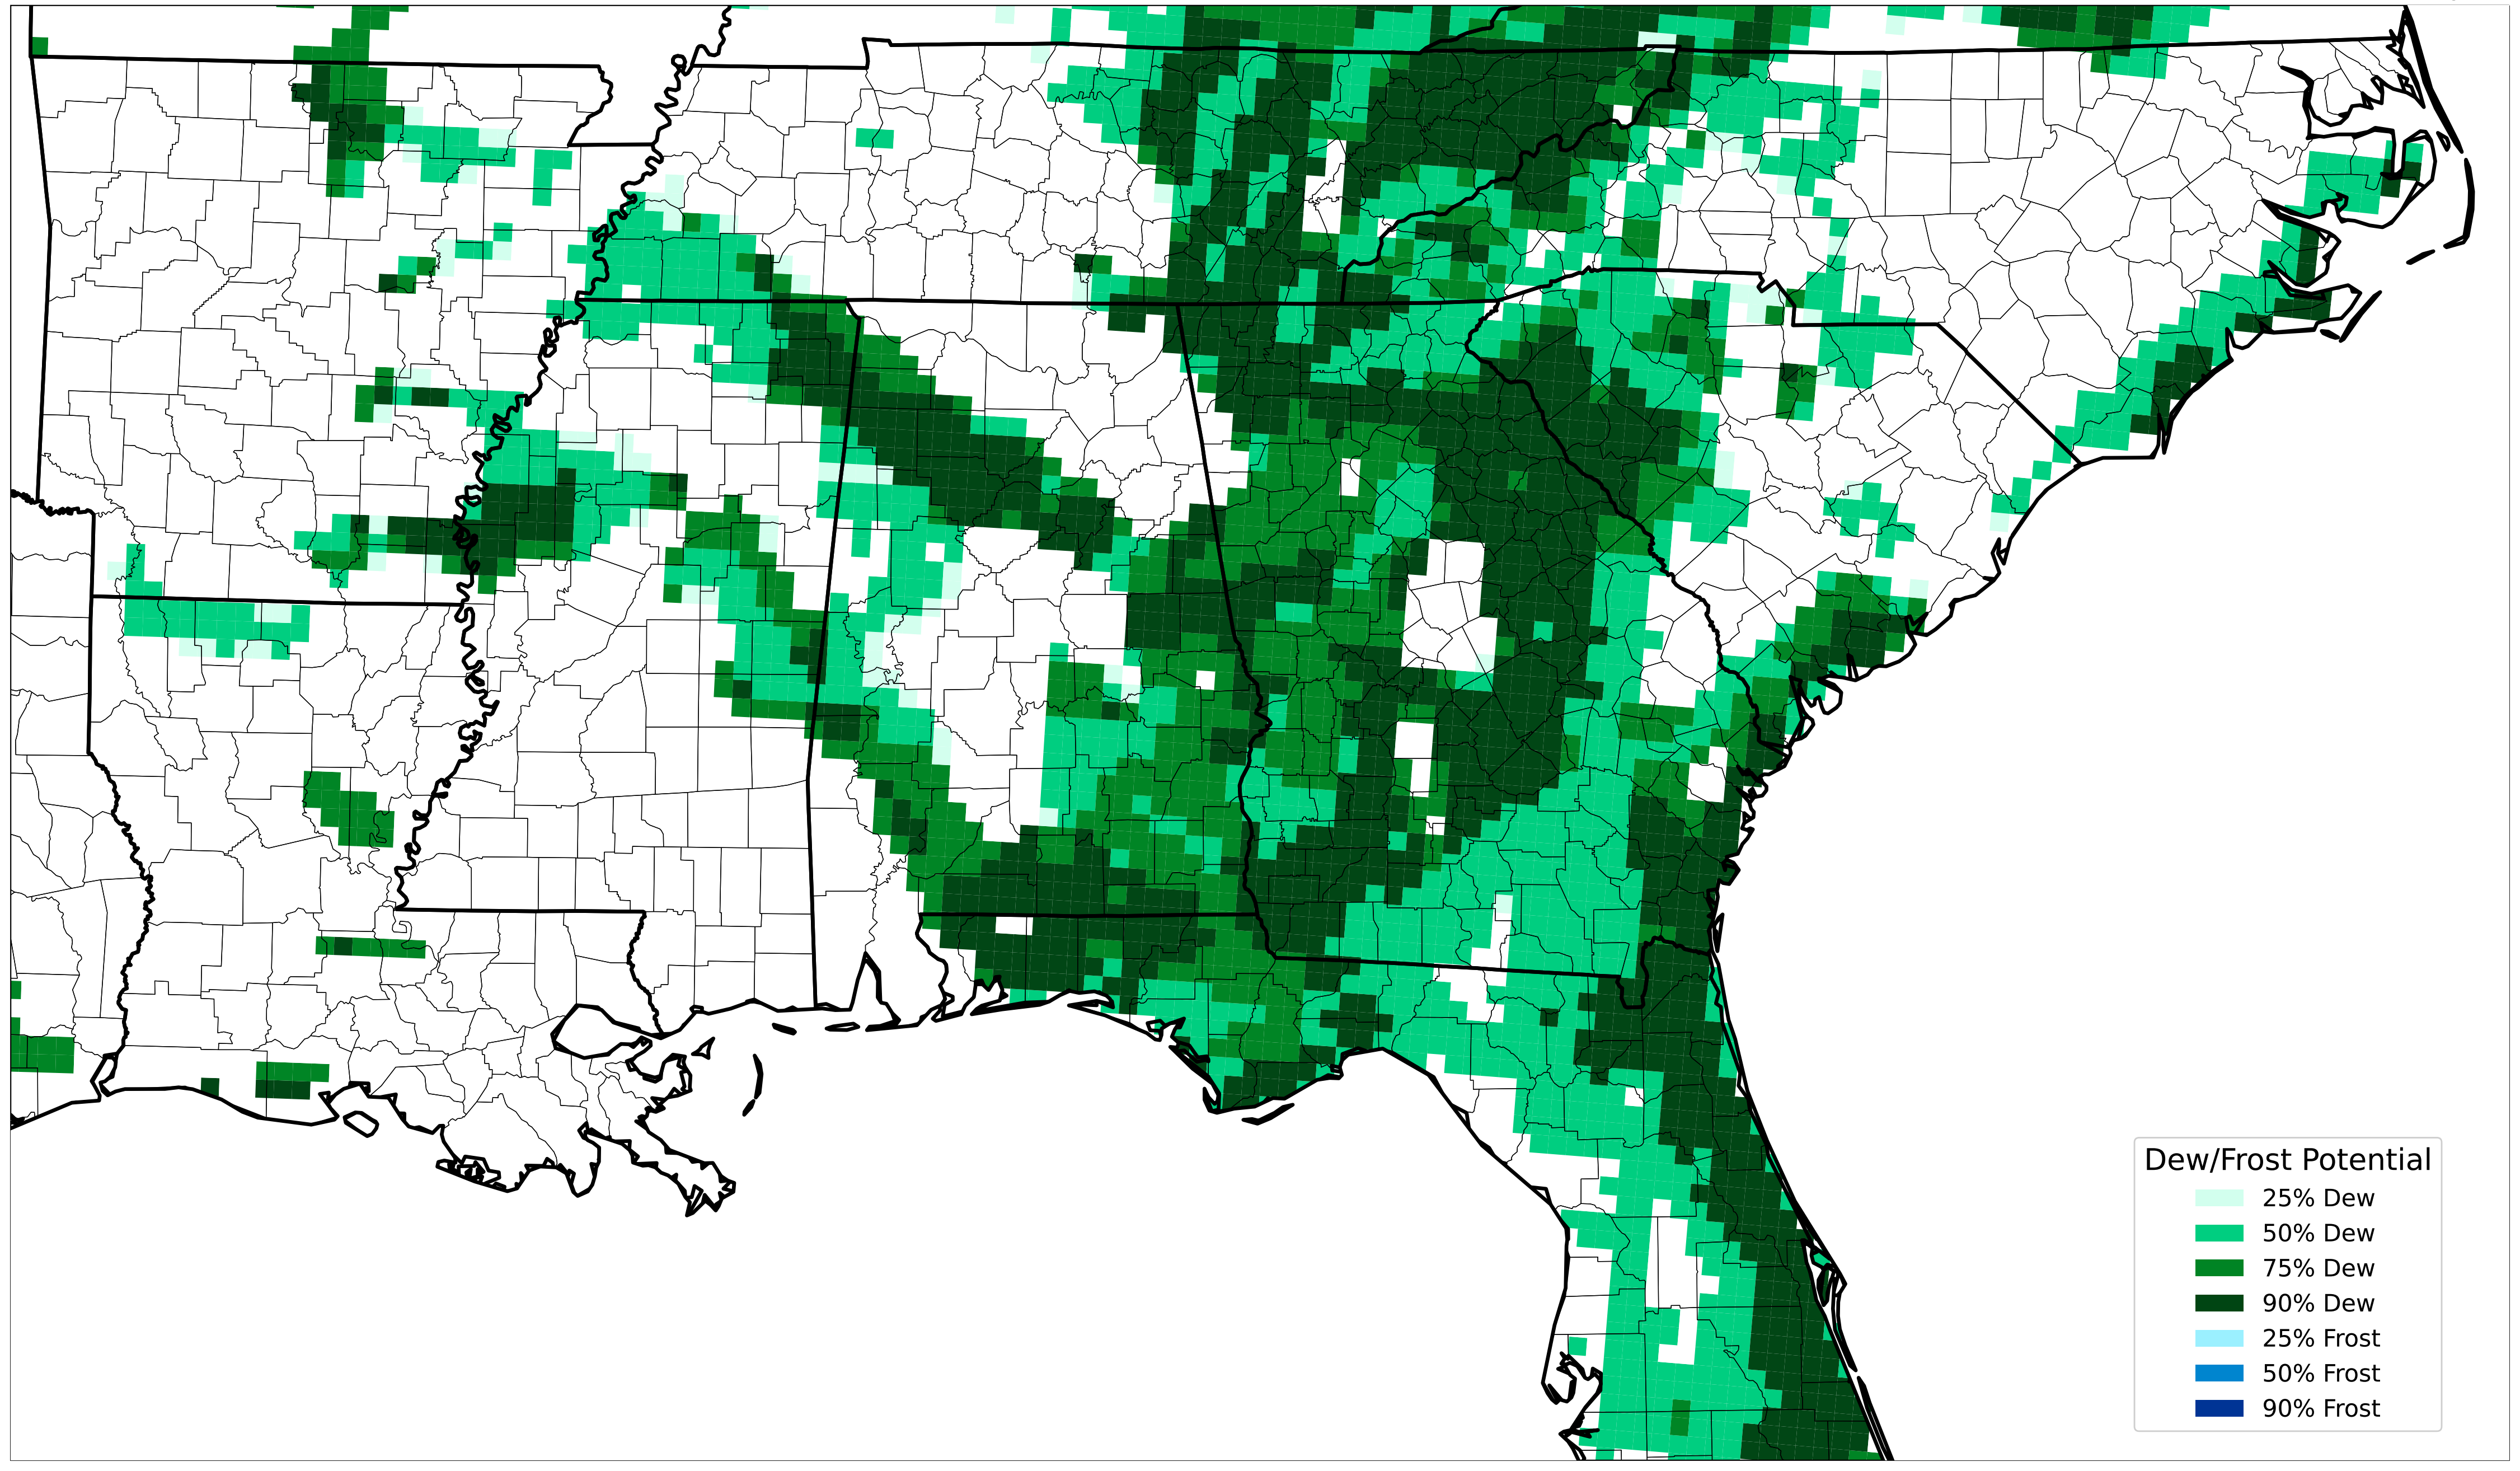 Dew/Frost Potential
25% Dew
50% Dew
75% Dew
90% Dew
25% Frost
50% Frost
90% Frost